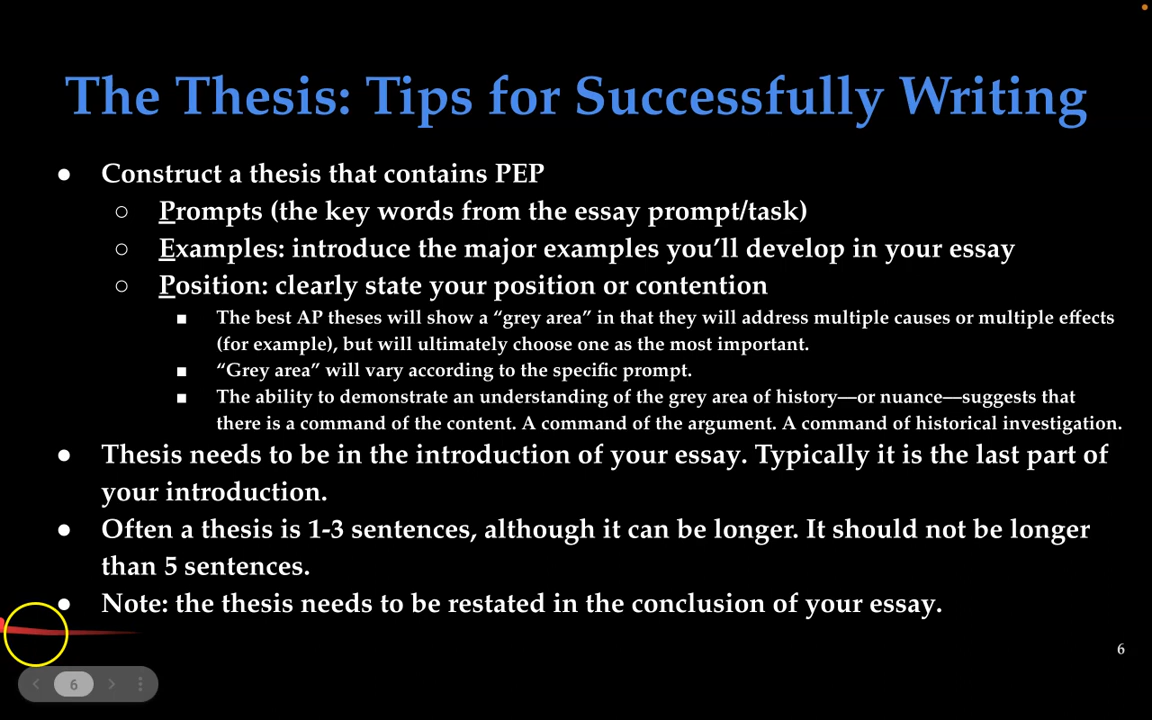 The Thesis: Tips for Successfully Writing
● Construct a thesis that contains PEP
○ Prompts (the key words from the essay prompt/task)
○ Examples: introduce the major examples you’ll develop in your essay
○ Position: clearly state your position or contention
■ The best AP theses will show a “grey area” in that they will address multiple causes or multiple effects
(for example), but will ultimately choose one as the most important.
■ “Grey area” will vary according to the specific prompt.
■ The ability to demonstrate an understanding of the grey area of history—or nuance—suggests that
there is a command of the content. A command of the argument. A command of historical investigation.
● Thesis needs to be in the introduction of your essay. Typically it is the last part of
your introduction.
● Often a thesis is 1-3 sentences, although it can be longer. It should not be longer
than 5 sentences.
● Note: the thesis needs to be restated in the conclusion of your essay.
6
6